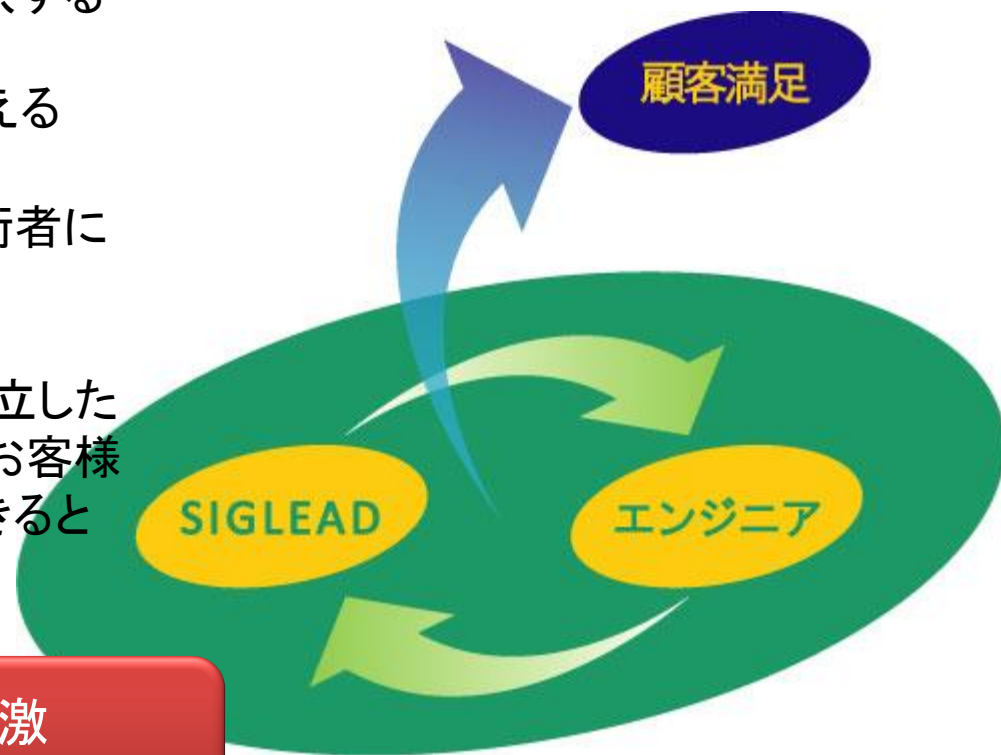 する
顧客満足
える
術者に
立した
お客様
きると
SIGLEAD
エンジニア
激